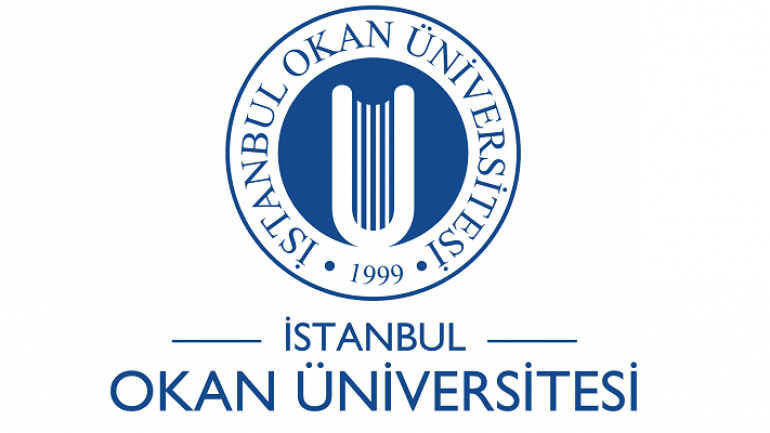 İSTANBUL OKAN ÜNİVERSİTESİ
• 1999 •
İSTANBUL
OKAN ÜNİVERSİTESİ